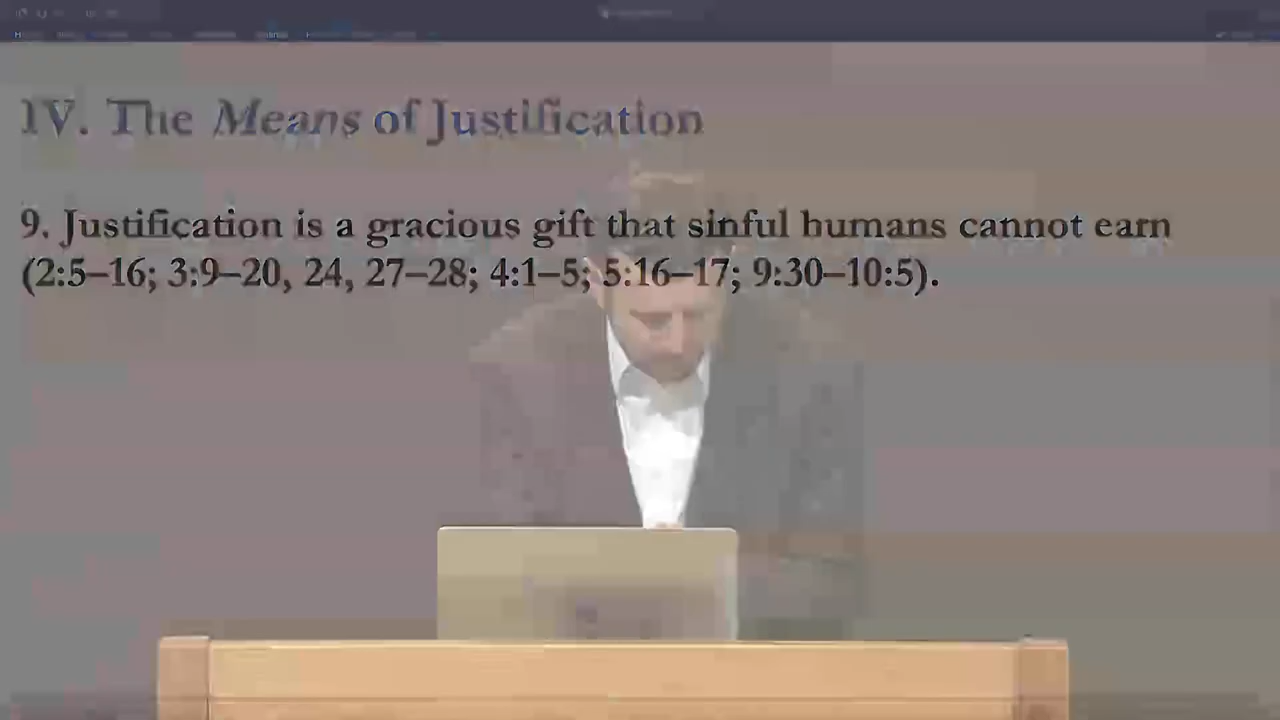 IV. The Means of Justification
9. Justification is a gracious gift that sinful humans cannot earn
(2:5–16; 3:9–20, 24, 27–28; 4:1–5; 5:16–17; 9:30–10:5).